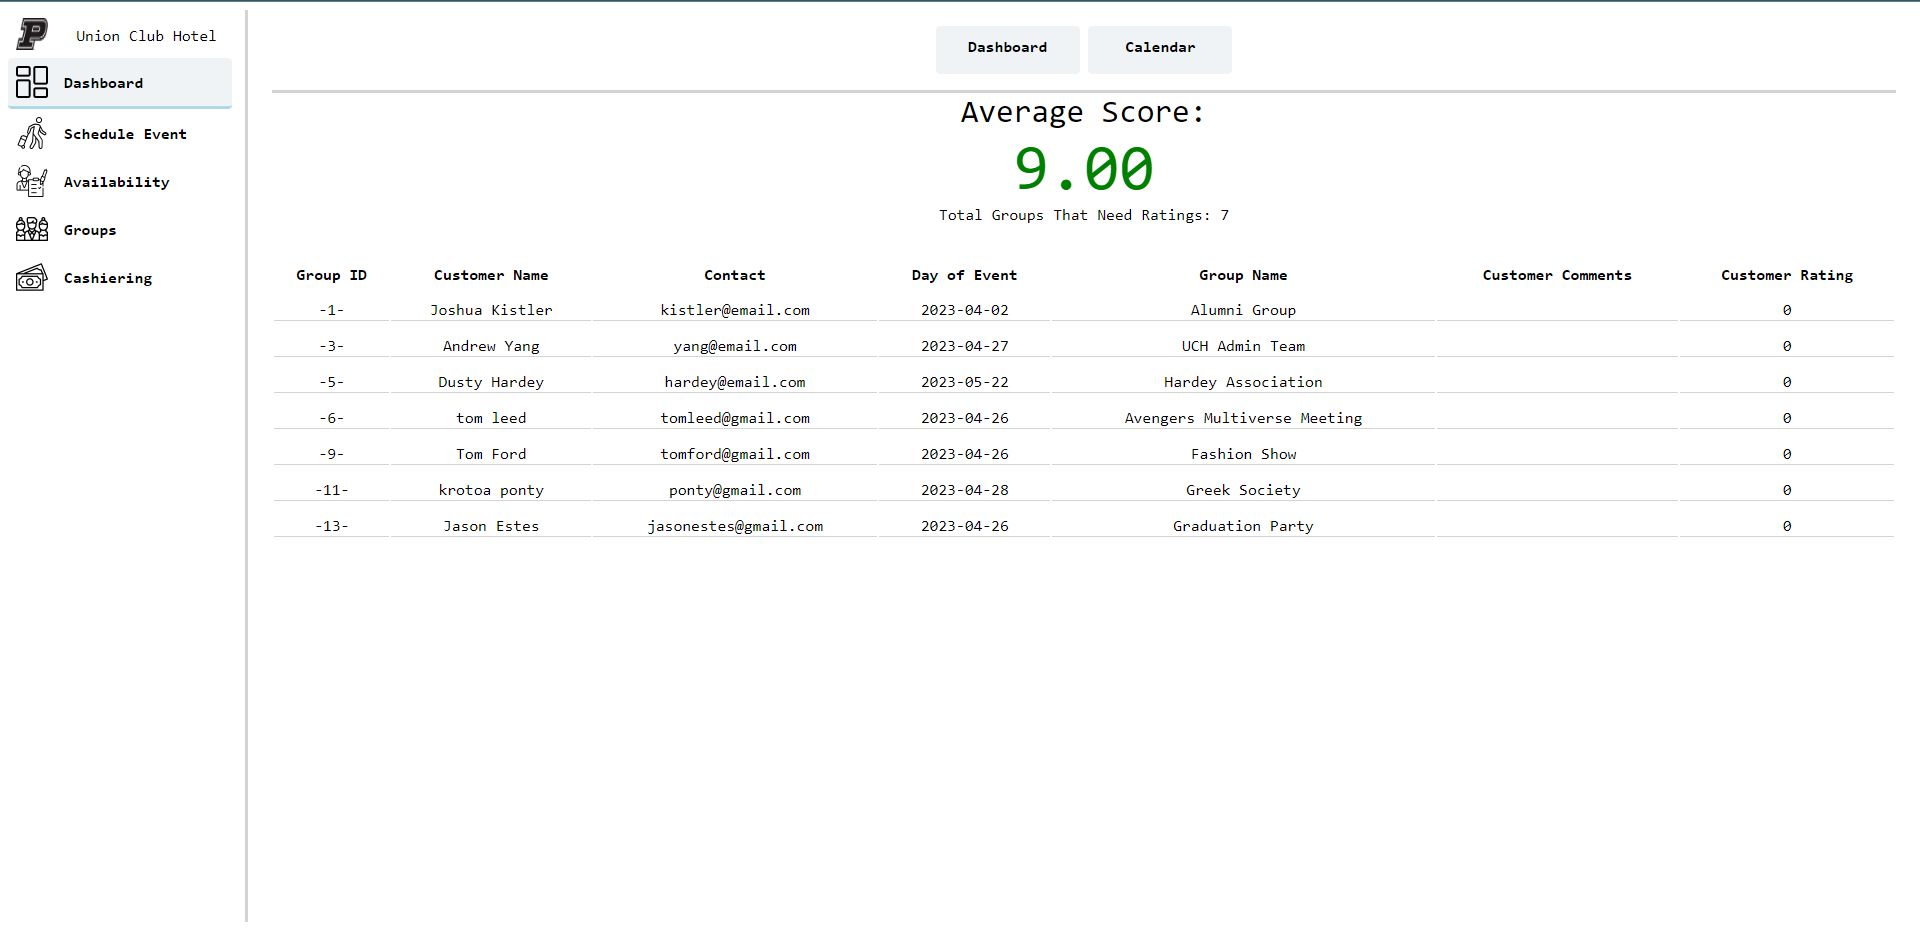 P
Union Club Hotel
Dashboard
Schedule Event
Availability
Groups
Cashiering
Dashboard Calendar
Average Score:
9.00
Total Groups That Need Ratings: 7
Group ID Customer Name Contact Day of Event Group Name Customer Comments Customer Rating
-1- Joshua Kistler kistler@email.com 2023-04-02 Alumni Group 0
-3- Andrew Yang yang@email.com 2023-04-27 UCH Admin Team 0
-5- Dusty Hardey hardey@email.com 2023-05-22 Hardey Association 0
-6- tom leed tomleed@gmail.com 2023-04-26 Avengers Multiverse Meeting 0
-9- Tom Ford tomford@gmail.com 2023-04-26 Fashion Show 0
-11- krotoa ponty ponty@gmail.com 2023-04-28 Greek Society 0
-13- Jason Estes jasonestes@gmail.com 2023-04-26 Graduation Party 0